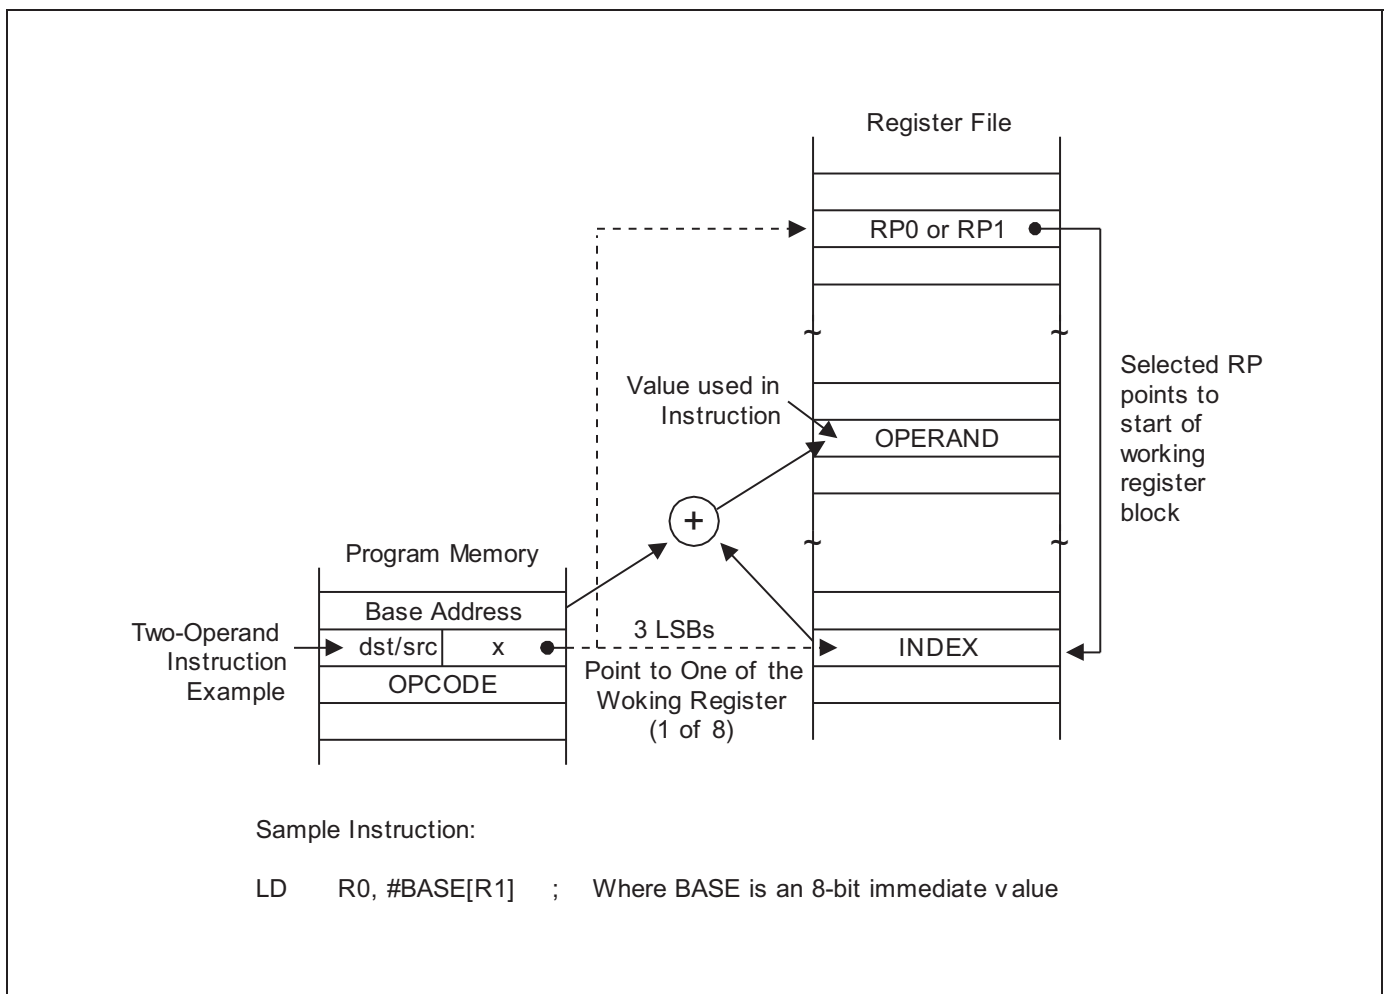 Register File
RP0 or RP1
Selected RP
points to
start of
working
register
block
Value used in
Instruction
OPERAND
+
Program Memory
Base Address
Two-Operand
Instruction
Example
dst/src
x
OPCODE
3 LSBs
Point to One of the
Woking Register
(1 of 8)
INDEX
Sample Instruction:
LD R0, #BASE[R1] ; Where BASE is an 8-bit immediate value